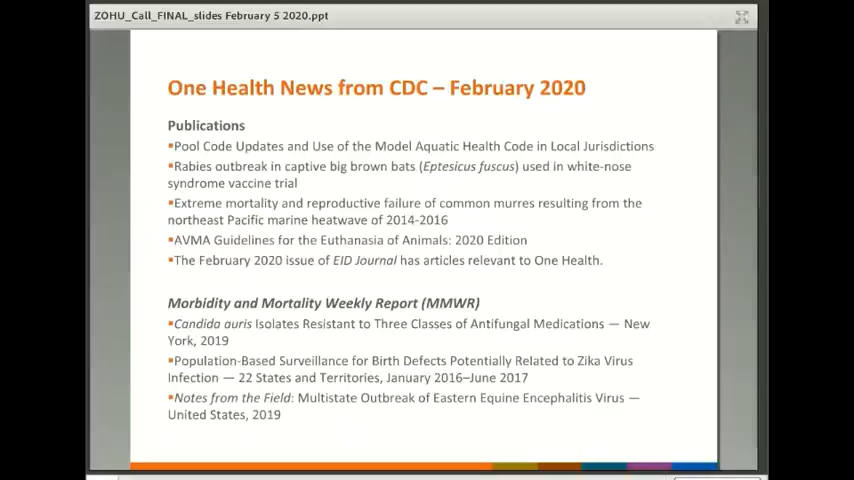 ZOHU_Call_FINAL_slides February 5 2020.ppt
One Health News from CDC – February 2020
Publications
▪Pool Code Updates and Use of the Model Aquatic Health Code in Local Jurisdictions
▪Rabies outbreak in captive big brown bats (Eptesicus fuscus) used in white-nose
syndrome vaccine trial
▪Extreme mortality and reproductive failure of common murres resulting from the
northeast Pacific marine heatwave of 2014-2016
▪AVMA Guidelines for the Euthanasia of Animals: 2020 Edition
▪The February 2020 issue of EID Journal has articles relevant to One Health.
Morbidity and Mortality Weekly Report (MMWR)
▪Candida auris Isolates Resistant to Three Classes of Antifungal Medications — New
York, 2019
▪Population-Based Surveillance for Birth Defects Potentially Related to Zika Virus
Infection — 22 States and Territories, January 2016–June 2017
▪Notes from the Field: Multistate Outbreak of Eastern Equine Encephalitis Virus —
United States, 2019